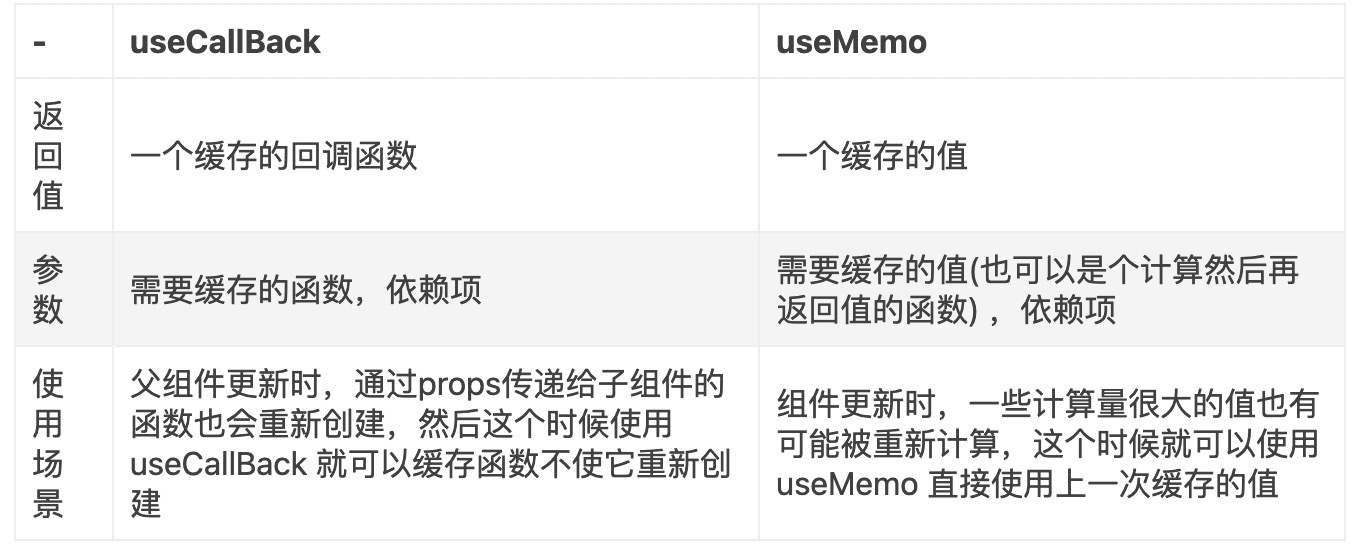 -
useCallBack
useMemo
返
回
值
一个缓存的回调函数
一个缓存的值
参
数
需要缓存的函数，依赖项
需要缓存的值(也可以是个计算然后再
返回值的函数) ，依赖项
使
用
场
景
父组件更新时，通过props传递给子组件的
函数也会重新创建，然后这个时候使用
useCallBack 就可以缓存函数不使它重新创
建
组件更新时，一些计算量很大的值也有
可能被重新计算，这个时候就可以使用
useMemo 直接使用上一次缓存的值